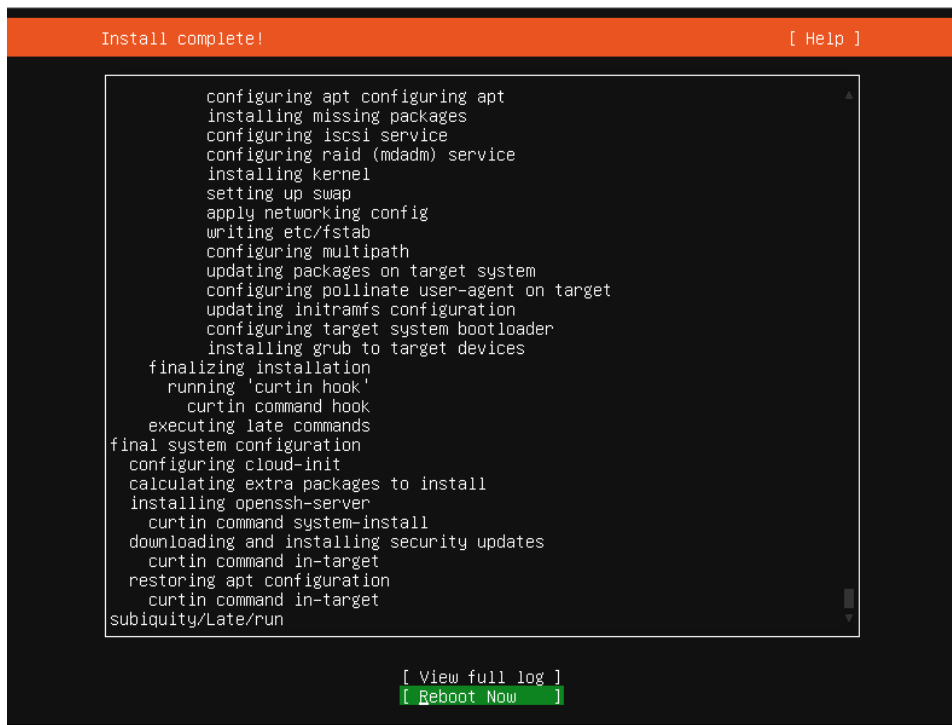 Install complete! [ Help ]
configuring apt configuring apt
installing missing packages
configuring iscsi service
configuring raid (mdadm) service
installing kernel
setting up swap
apply networking config
writing etc/fstab
configuring multipath
updating packages on target system
configuring pollinate user-agent on target
updating initramfs configuration
configuring target system bootloader
installing grub to target devices
finalizing installation
running 'curtin hook'
curtin command hook
executing late commands
final system configuration
configuring cloud-init
calculating extra packages to install
installing openssh-server
curtin command system-install
downloading and installing security updates
curtin command in-target
restoring apt configuration
curtin command in-target
subiquity/Late/run
[ View full log ]
[ Reboot Now ]